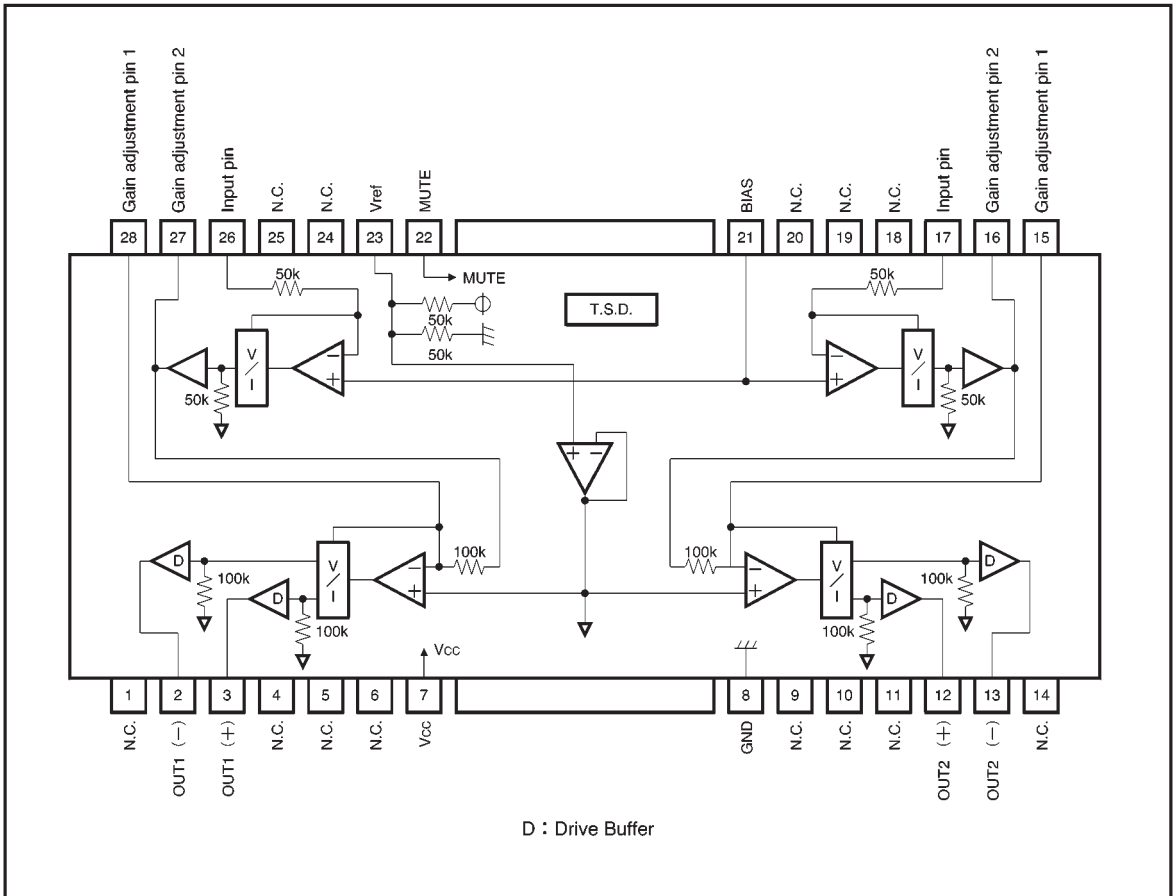 Gain adjustment pin 1
Gain adjustment pin 2
Input pin
N.C.
N.C.
Vref
MUTE
BIAS
N.C.
N.C.
N.C.
Input pin
Gain adjustment pin 2
Gain adjustment pin 1
28
27
26
25
24
23
22
21
20
19
18
17
16
15
50k
MUTE
50k
50k
T.S.D.
50k
V
I
50k
−
+
−
+
V
I
50k
+ −
D
100k
D
100k
V
I
−
+
100k
100k
−
+
V
I
D
100k
D
100k
VCC
1
2
3
4
5
6
7
8
9
10
11
12
13
14
N.C.
OUT1 (−)
OUT1 (+)
N.C.
N.C.
N.C.
VCC
GND
N.C.
N.C.
N.C.
OUT2 (+)
OUT2 (−)
N.C.
D : Drive Buffer